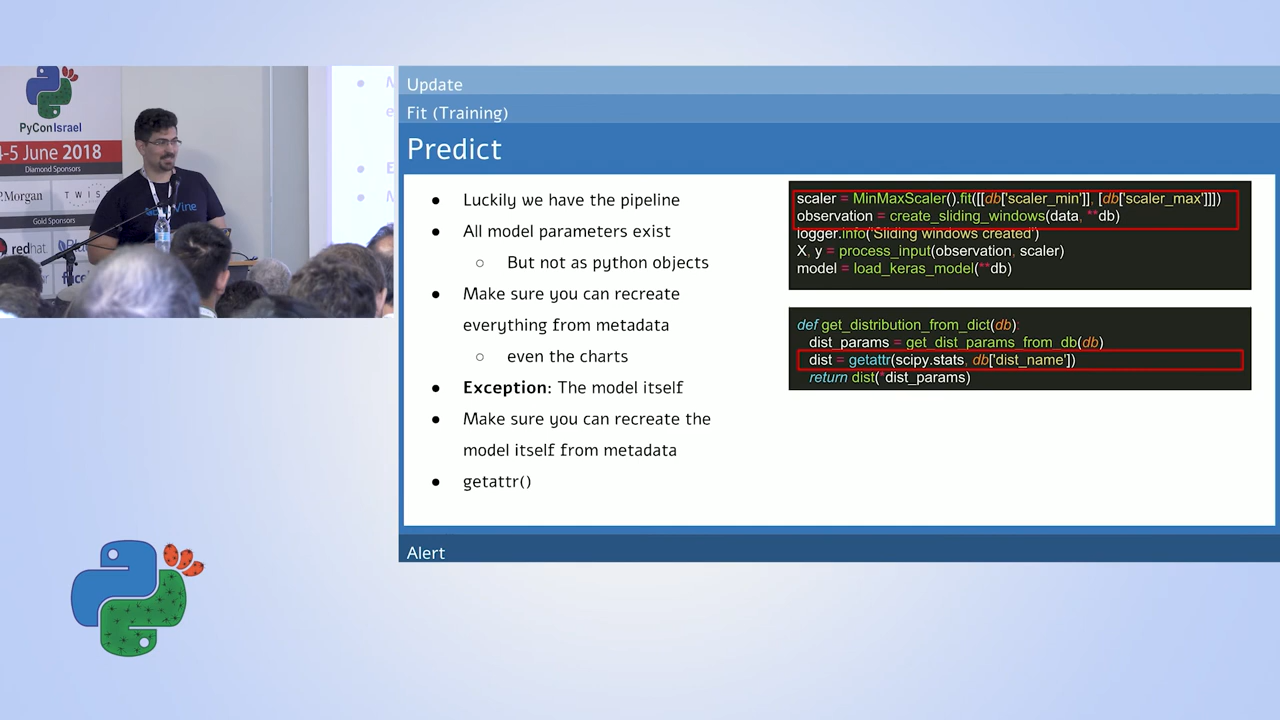 PyConIsrael
4-5 June 2018
Diamond Sponsors
P.Morgan
TWIS
Gold Sponsors
redhat.
Vine
Update
Fit (Training)
Predict
● Luckily we have the pipeline
● All model parameters exist
○ But not as python objects
● Make sure you can recreate
everything from metadata
○ even the charts
● Exception: The model itself
● Make sure you can recreate the
model itself from metadata
● getattr()
scaler = MinMaxScaler().fit([[db['scaler_min']], [db['scaler_max']]])
observation = create_sliding_windows(data, **db)
logger.info('Sliding windows created')
X, y = process_input(observation, scaler)
model = load_keras_model(**db)
def get_distribution_from_dict(db)
dist_params = get_dist_params_from_db(db)
dist = getattr(scipy.stats, db['dist_name'])
return dist(*dist_params)
Alert